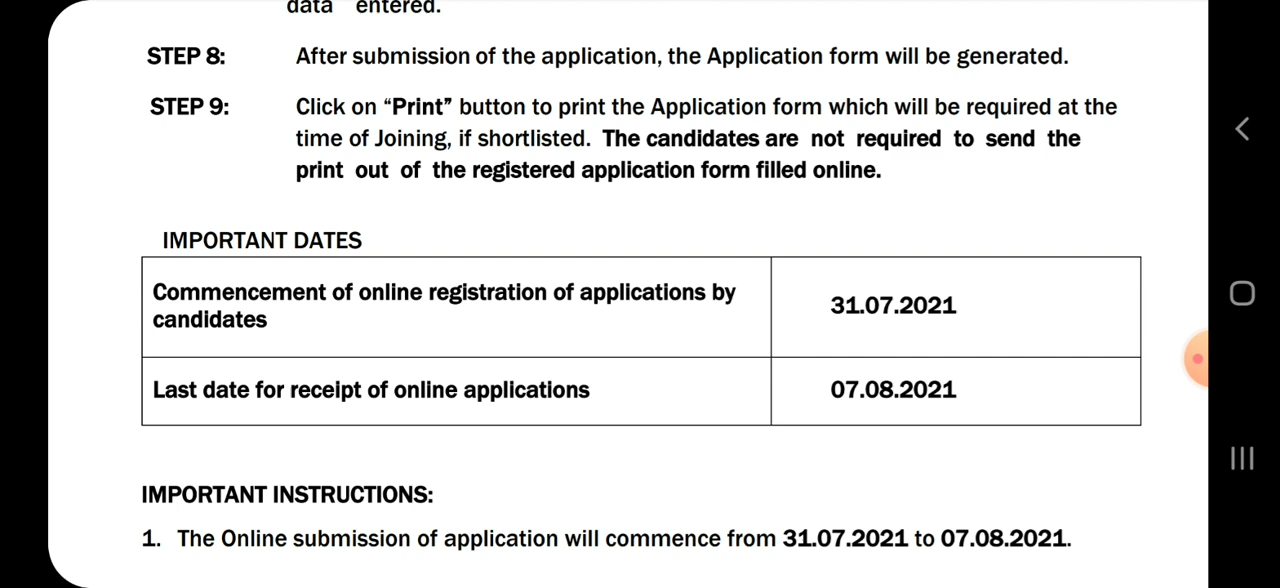 data entered.
STEP 8: After submission of the application, the Application form will be generated.
STEP 9: Click on “Print” button to print the Application form which will be required at the
time of Joining, if shortlisted. The candidates are not required to send the
print out of the registered application form filled online.
IMPORTANT DATES
Commencement of online registration of applications by
candidates
31.07.2021
Last date for receipt of online applications
07.08.2021
IMPORTANT INSTRUCTIONS:
1. The Online submission of application will commence from 31.07.2021 to 07.08.2021.